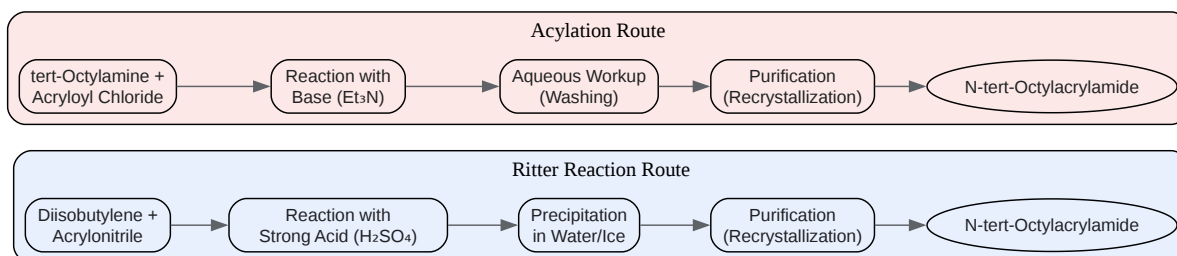 Acylation Route
tert-Octylamine +
Acryloyl Chloride
Reaction with
Base (Et₃N)
Aqueous Workup
(Washing)
Purification
(Recrystallization)
N-tert-Octylacrylamide
Ritter Reaction Route
Diisobutylene +
Acrylonitrile
Reaction with
Strong Acid (H₂SO₄)
Precipitation
in Water/Ice
Purification
(Recrystallization)
N-tert-Octylacrylamide